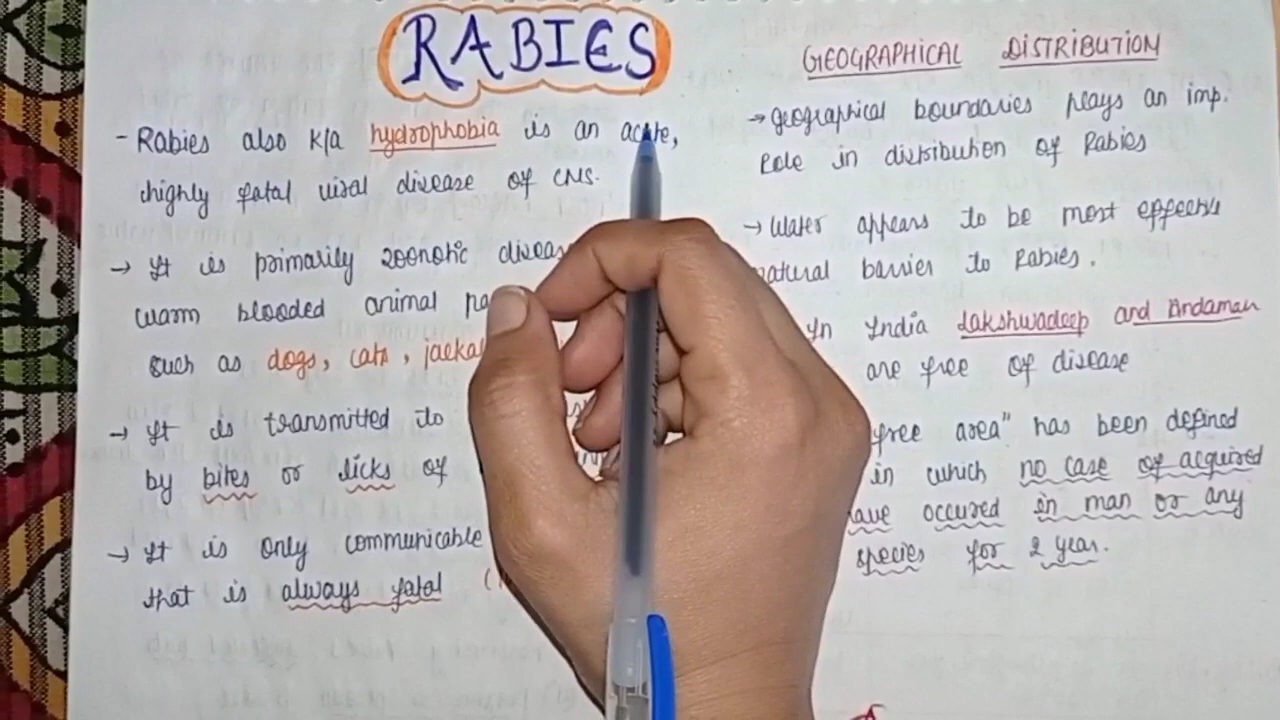 RABIES
- Rabies also k/a hydrophobia is an acute,
highly fatal viral disease of CNS.
→ It is primarily zoonotic
warm blooded animal
such as dogs, cats,
→ It is transmitted to
by bites or licks of
→ It is only communicable
that is always fatal
GEOGRAPHICAL DISTRIBUTION
→ geographical boundaries plays an imp.
Role in distibution of Rabies
→ Water appears to be most effective
natural barrier to Rabies.
In India Lakshwadeep and Andaman
are free of disease
free area" has been defined
in which no case of acquired
occured in man or any
species for 2 year.